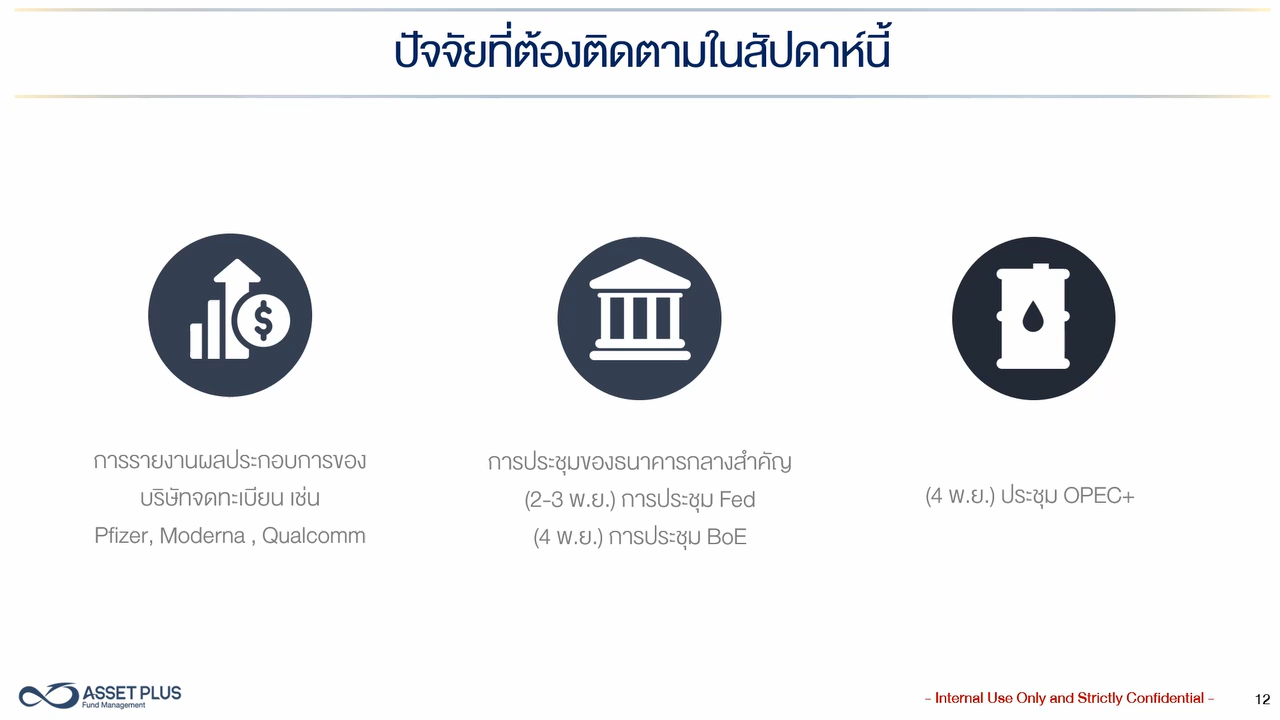 ปัจจัยที่ต้องติดตามในสัปดาห์นี้
$
การรายงานผลประกอบการของ
บริษัทจดทะเบียน เช่น
Pfizer, Moderna , Qualcomm
การประชุมของธนาคารกลางสำคัญ
(2-3 พ.ย.) การประชุม Fed
(4 พ.ย.) การประชุม BoE
(4 พ.ย.) ประชุม OPEC+
ASSET PLUS
Fund Management
- Internal Use Only and Strictly Confidential -
12